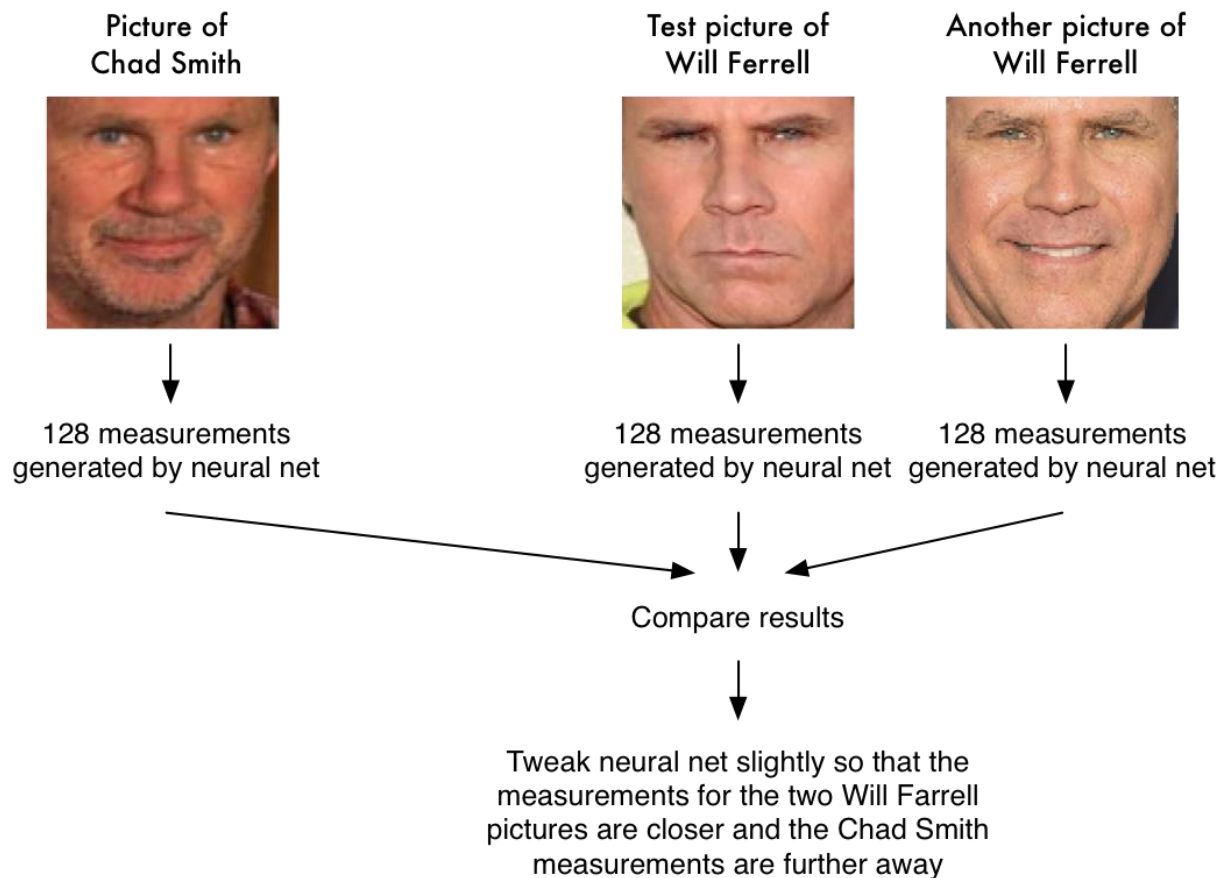 Picture of
Chad Smith
Test picture of
Will Ferrell
Another picture of
Will Ferrell
128 measurements
generated by neural net
128 measurements
generated by neural net
128 measurements
generated by neural net
Compare results
Tweak neural net slightly so that the
measurements for the two Will Farrell
pictures are closer and the Chad Smith
measurements are further away